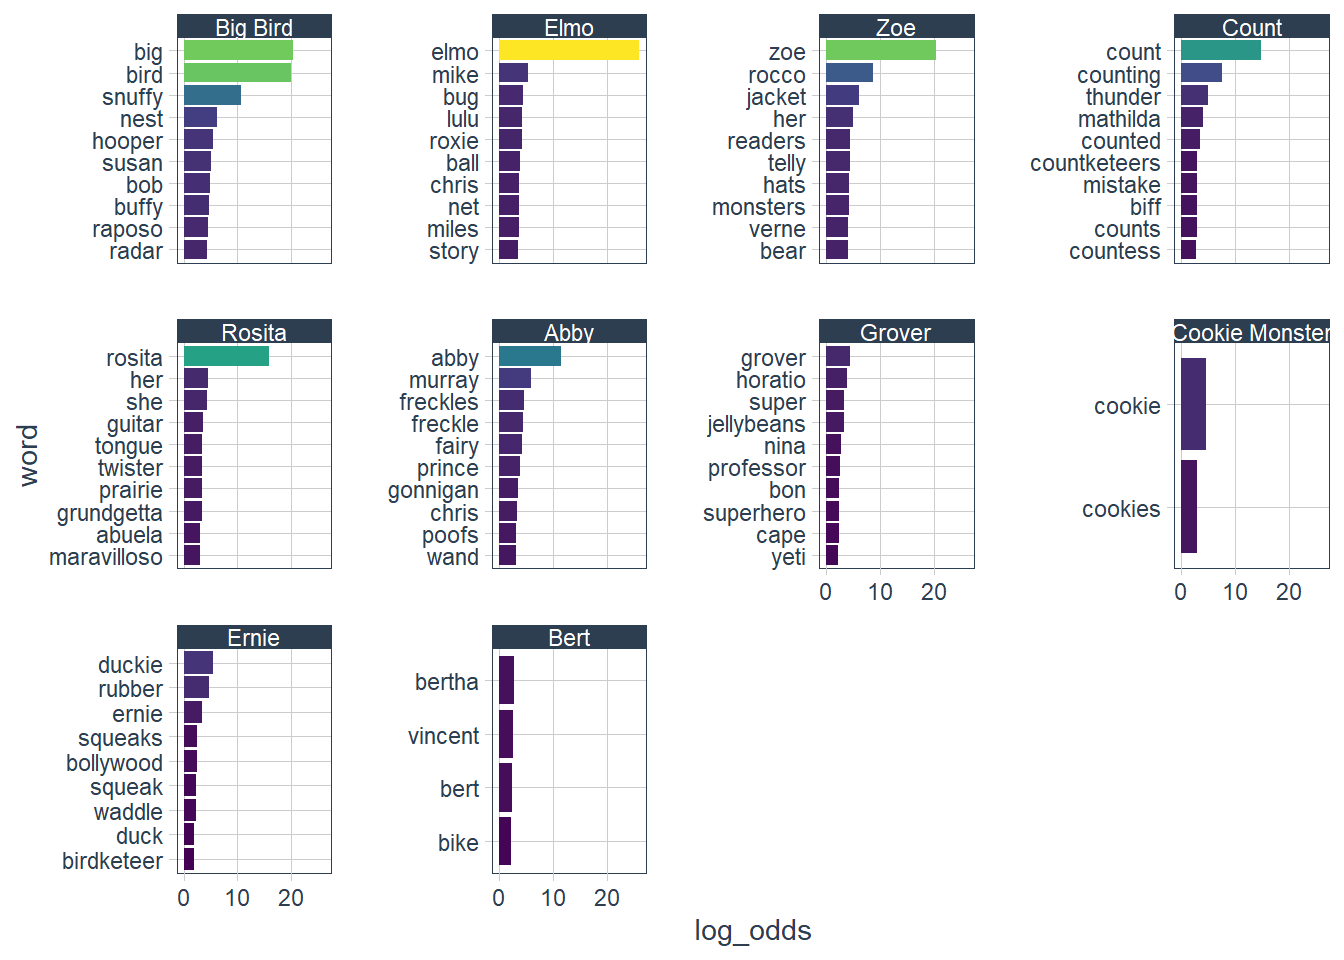 Big Bird
big
bird
snuffy
nest
hooper
susan
bob
buffy
raposo
radar
Elmo
elmo
mike
bug
lulu
roxie
ball
chris
net
miles
story
Zoe
zoe
rocco
jacket
her
readers
telly
hats
monsters
verne
bear
Count
count
counting
thunder
mathilda
counted
countketeers
mistake
biff
counts
countess
word
Rosita
rosita
her
she
guitar
tongue
twister
prairie
grundgetta
abuela
maravilloso
Abby
abby
murray
freckles
freckle
fairy
prince
gonnigan
chris
poofs
wand
Grover
grover
horatio
super
jellybeans
nina
professor
bon
superhero
cape
yeti
0 10 20
Cookie Monster
cookie
cookies
0 10 20
Ernie
duckie
rubber
ernie
squeaks
bollywood
squeak
waddle
duck
birdketeer
0 10 20
Bert
bertha
vincent
bert
bike
0 10 20
log_odds